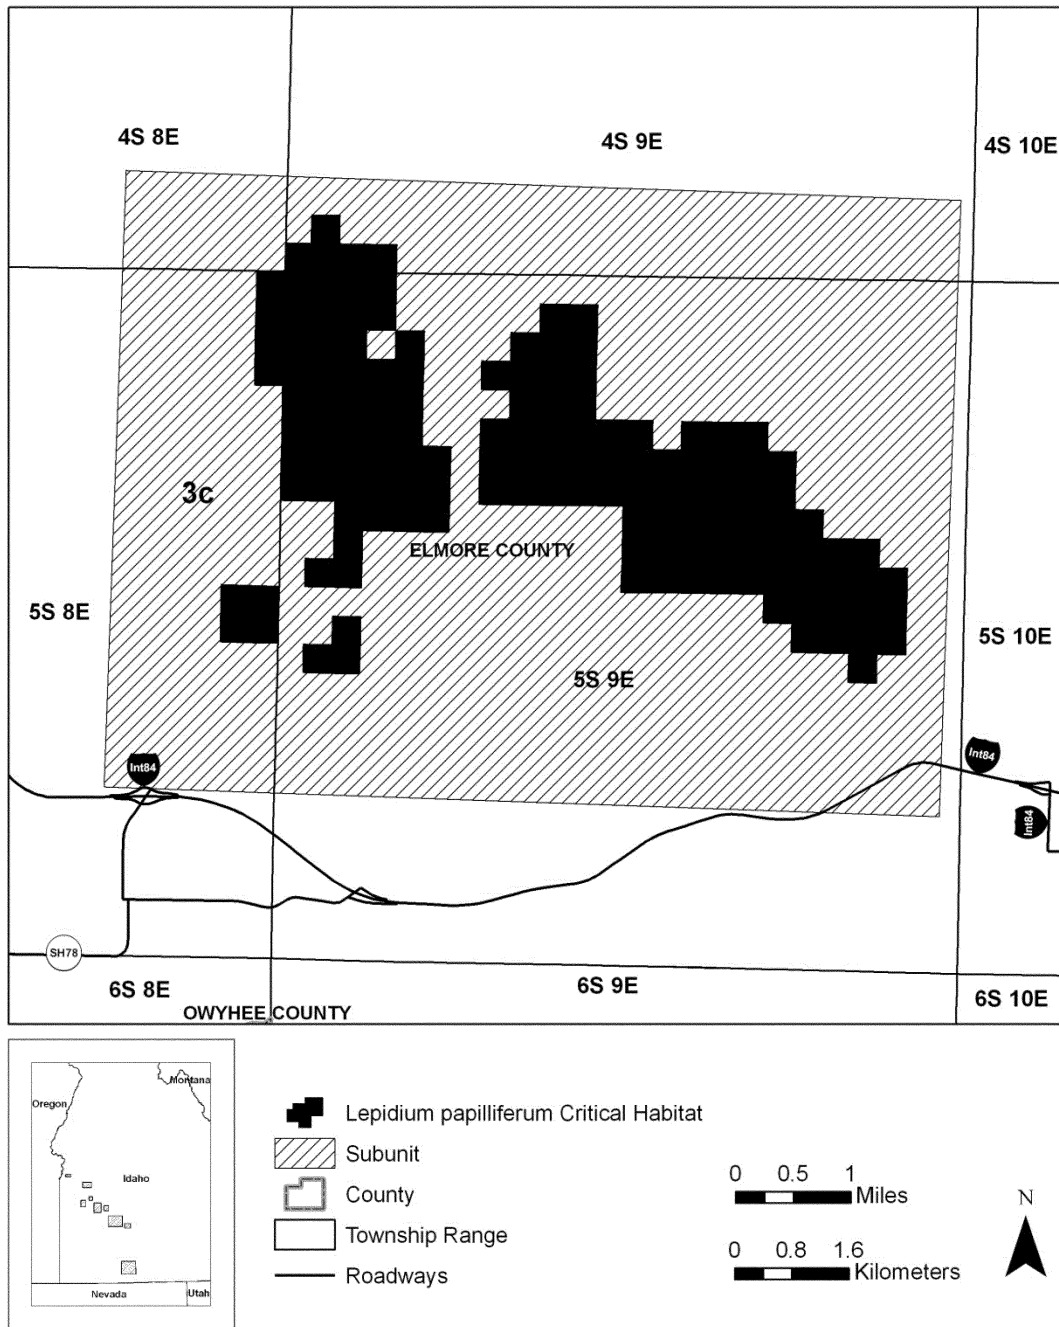 4S 8E
4S 9E
4S 10E
3c
ELMORE COUNTY
5S 8E
5S 9E
5S 10E
Int84
Int84
Int84
SH78
6S 8E
6S 9E
6S 10E
OWYHEE COUNTY
Oregon
Montana
Idaho
Nevada
Utah
Lepidium papilliferum Critical Habitat
Subunit
County
Township Range
Roadways
0 0.5 1
Miles
0 0.8 1.6
Kilometers
N